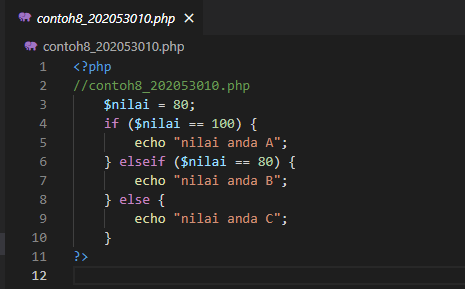 contoh8_202053010.php ×
contoh8_202053010.php
1 <?php
2 //contoh8_202053010.php
3     $nilai = 80;
4     if ($nilai == 100) {
5         echo "nilai anda A";
6     } elseif ($nilai == 80) {
7         echo "nilai anda B";
8     } else {
9         echo "nilai anda C";
10     }
11 ?>
12